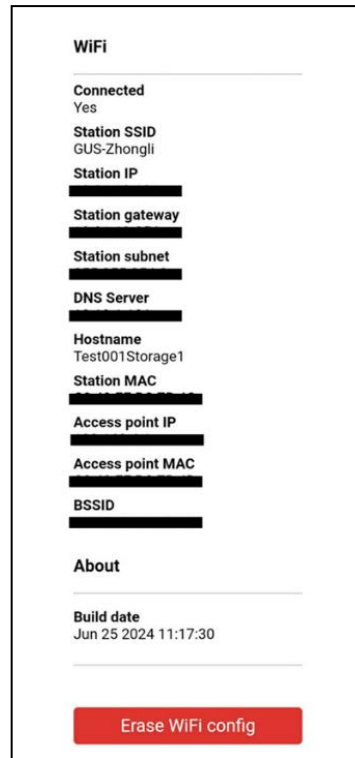 WiFi
Connected
Yes
Station SSID
GUS-Zhongli
Station IP
Station gateway
Station subnet
DNS Server
Hostname
Test001Storage1
Station MAC
Access point IP
Access point MAC
BSSID
About
Build date
Jun 25 2024 11:17:30
Erase WiFi config